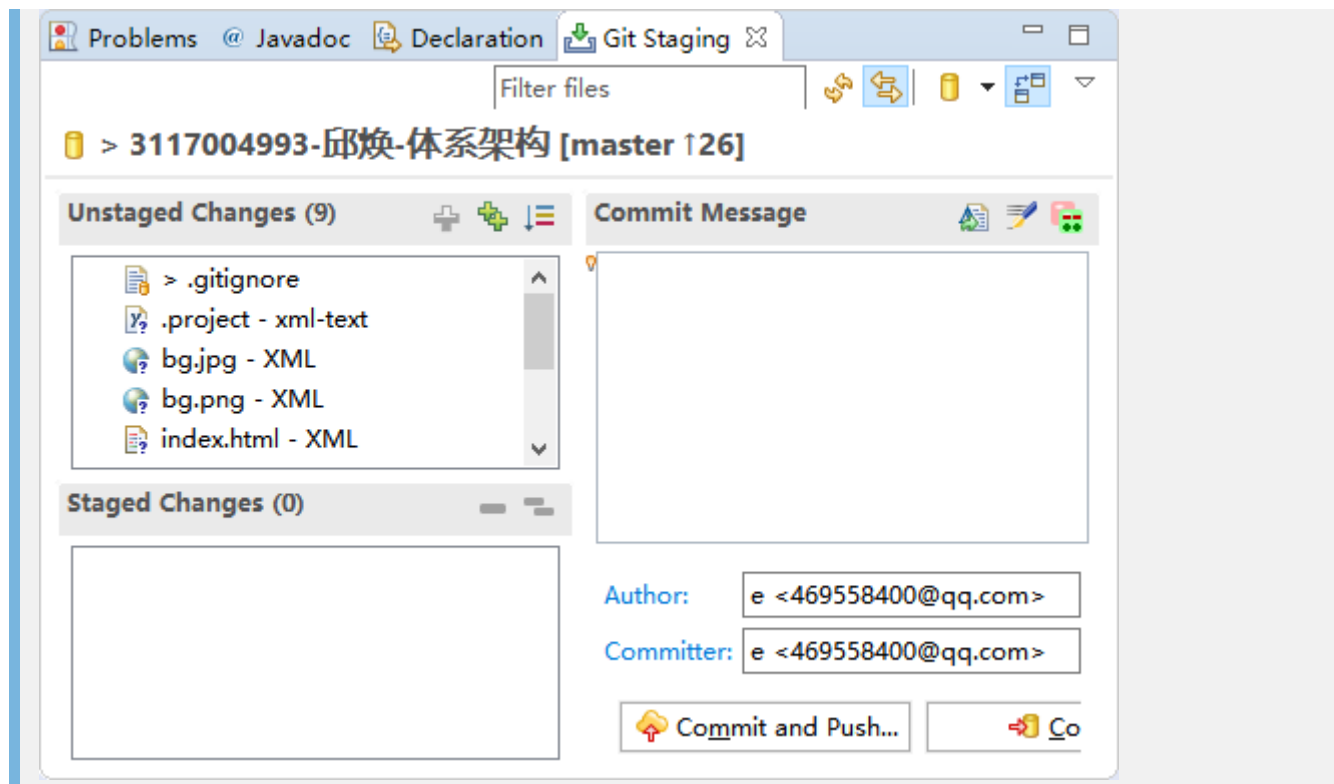 Problems @ Javadoc Declaration Git Staging
Filter files
> 3117004993-邱焕-体系架构 [master ↑26]
Unstaged Changes (9)
> .gitignore
.project - xml-text
bg.jpg - XML
bg.png - XML
index.html - XML
Staged Changes (0)
Commit Message
Author: e <469558400@qq.com>
Committer: e <469558400@qq.com>
Commit and Push... Co